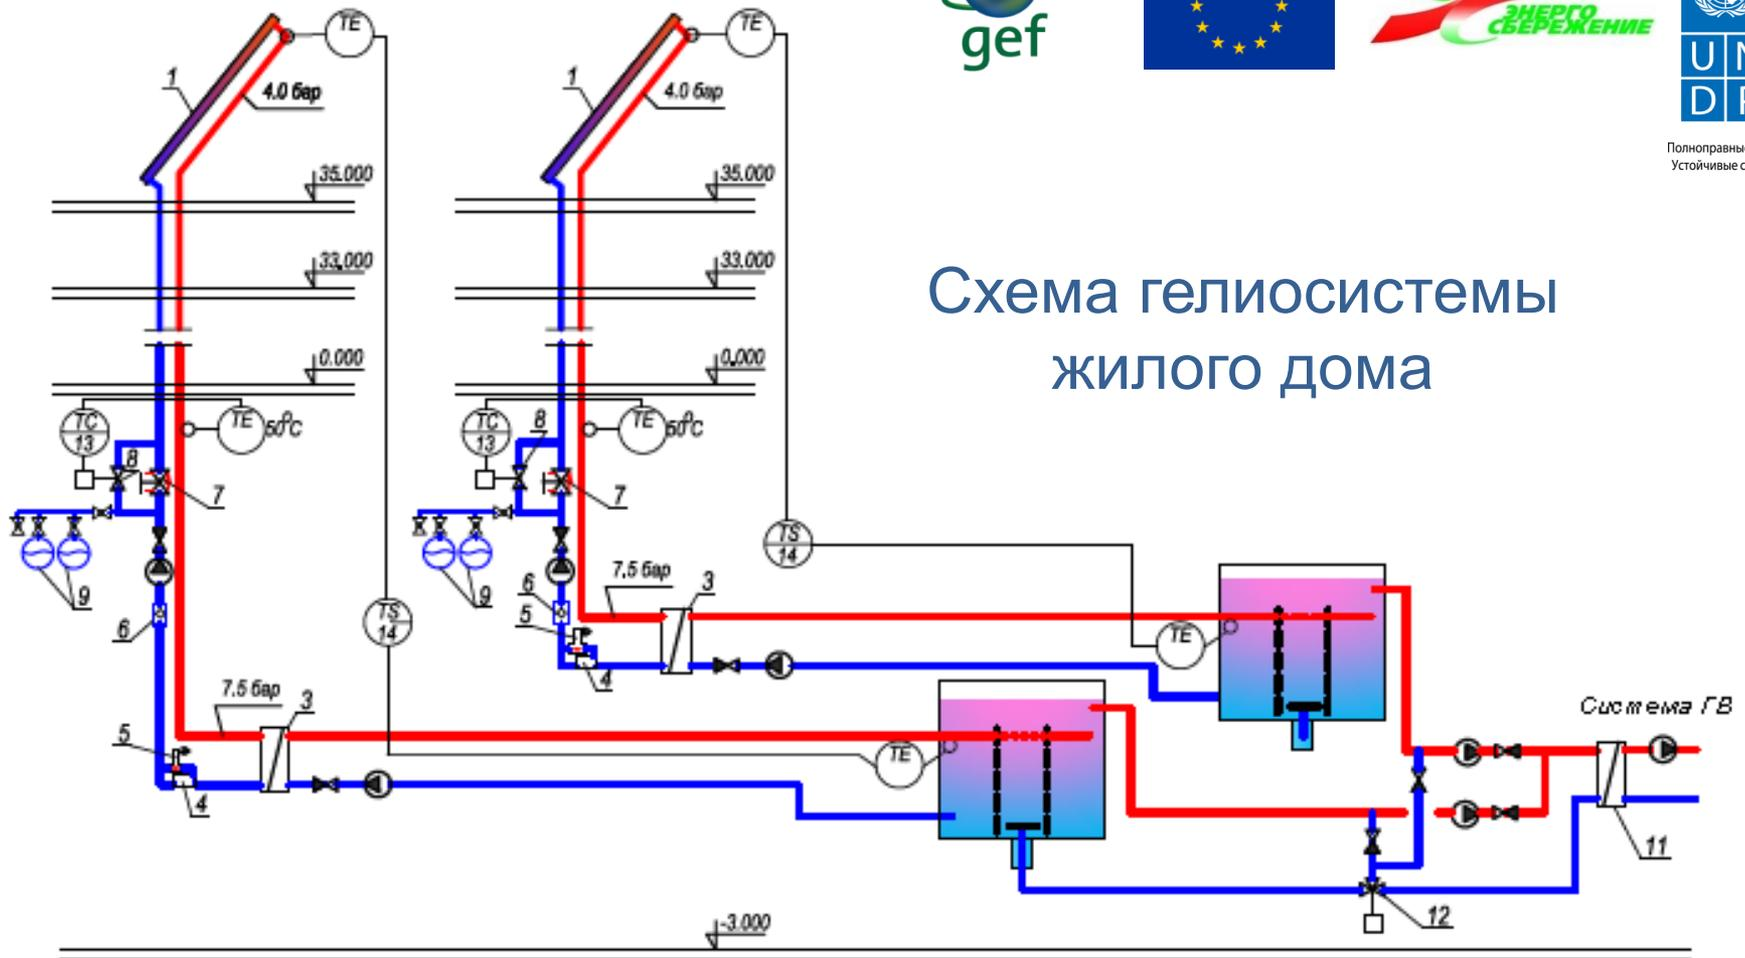 TE
TE
gef
ЭНЕРГО
СБЕРЕЖЕНИЕ
U N
D P
1
4.0 бар
1
4.0 бар
Полноправные
Устойчивые с
35.000
35.000
33.000
33.000
Схема гелиосистемы
жилого дома
0.000
0.000
TC
13
TE
50°C
TC
13
8
TE
50°C
8
7
7
TS
14
9
6
9
6
5
7.5 бар
3
TS
14
TE
4
7.5 бар
3
5
4
TE
Система ГВ
11
12
-3.000